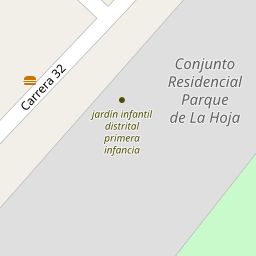 Conjunto
Residencial
Parque
de La Hoja
Carrera 32
jardín infantil
distrital
primera
infancia